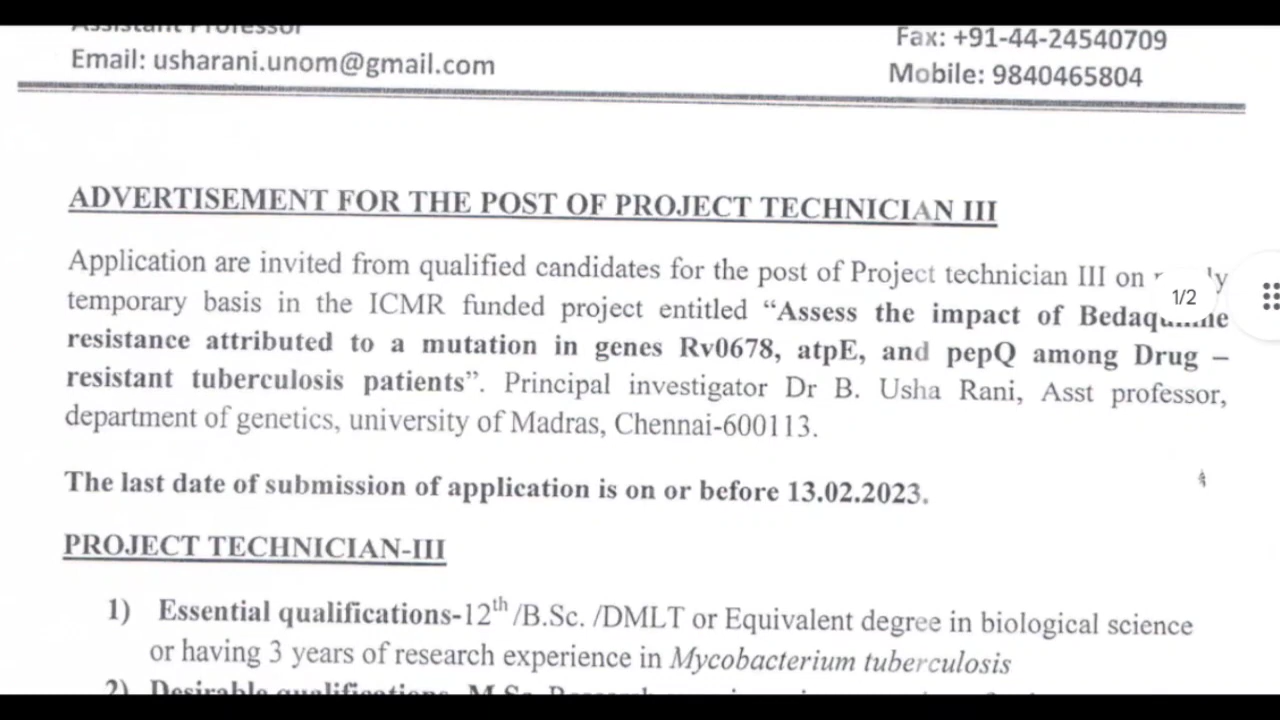 Assistant Professor
Email: usharani.unom@gmail.com
Fax: +91-44-24540709
Mobile: 9840465804
ADVERTISEMENT FOR THE POST OF PROJECT TECHNICIAN III
Application are invited from qualified candidates for the post of Project technician III on
1/2
temporary basis in the ICMR funded project entitled “Assess the impact of
resistance attributed to a mutation in genes Rv0678, atpE, and pepQ among Drug –
resistant tuberculosis patients”. Principal investigator Dr B. Usha Rani, Asst professor,
department of genetics, university of Madras, Chennai-600113.
The last date of submission of application is on or before 13.02.2023.
PROJECT TECHNICIAN-III
1) Essential qualifications-12th /B.Sc. /DMLT or Equivalent degree in biological science
or having 3 years of research experience in Mycobacterium tuberculosis
2) Desirable qualifications- M.Sc.